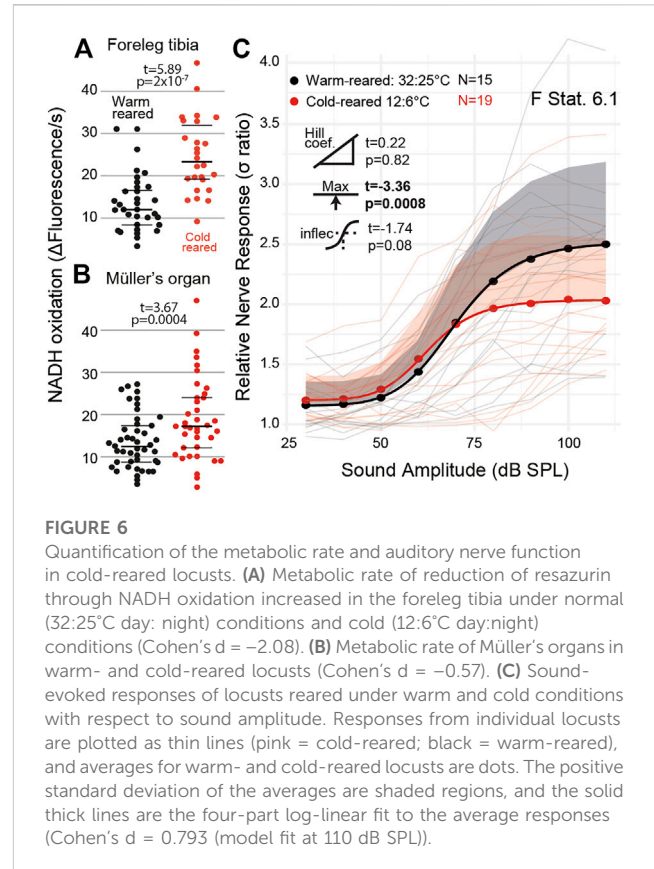 A
Foreleg tibia
t=5.89
p=2x10-7
Warm
reared
Cold
reared
40
30
20
10
NADH oxidation (ΔFluorescence/s)
B
Müller's organ
t=3.67
p=0.0004
40
30
20
10
C
Warm-reared: 32:25°C N=15
Cold-reared 12:6°C N=19
F Stat. 6.1
Hill
coef.
t=0.22
p=0.82
Max
t=-3.36
p=0.0008
inflec
t=-1.74
p=0.08
Relative Nerve Response (σ ratio)
4.0
3.5
3.0
2.5
2.0
1.5
1.0
25 50 75 100
Sound Amplitude (dB SPL)
FIGURE 6
Quantification of the metabolic rate and auditory nerve function
in cold-reared locusts. (A) Metabolic rate of reduction of resazurin
through NADH oxidation increased in the foreleg tibia under normal
(32:25°C day: night) conditions and cold (12:6°C day:night)
conditions (Cohen's d = −2.08). (B) Metabolic rate of Müller's organs in
warm- and cold-reared locusts (Cohen's d = −0.57). (C) Sound-
evoked responses of locusts reared under warm and cold conditions
with respect to sound amplitude. Responses from individual locusts
are plotted as thin lines (pink = cold-reared; black = warm-reared),
and averages for warm- and cold-reared locusts are dots. The positive
standard deviation of the averages are shaded regions, and the solid
thick lines are the four-part log-linear fit to the average responses
(Cohen's d = 0.793 (model fit at 110 dB SPL)).